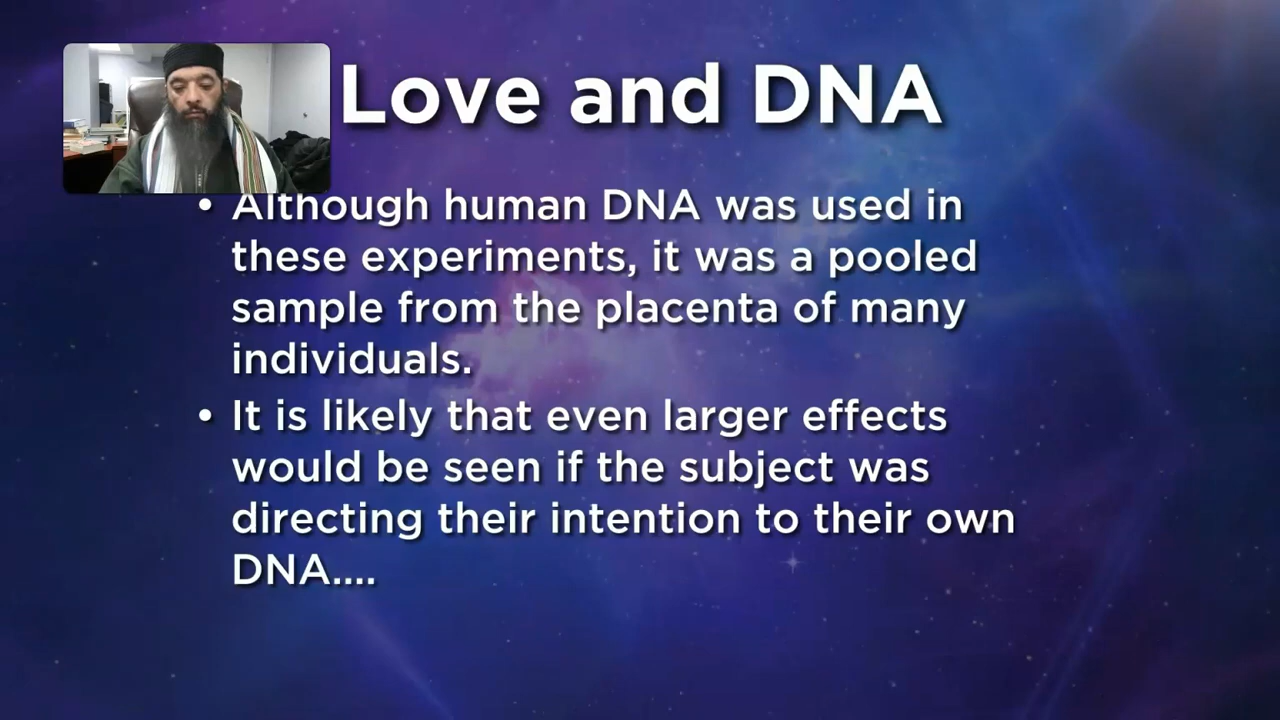 Love and DNA
• Although human DNA was used in
these experiments, it was a pooled
sample from the placenta of many
individuals.
• It is likely that even larger effects
would be seen if the subject was
directing their intention to their own
DNA....